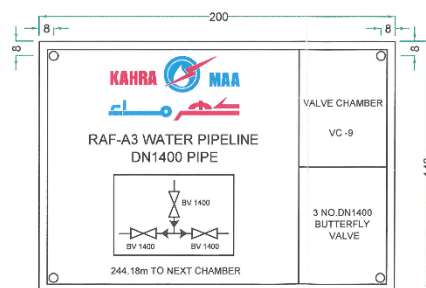 200
8
8
8
8
KAHRA
MAA
RAF-A3 WATER PIPELINE
DN1400 PIPE
BV 1400
BV 1400
BV 1400
244.18m TO NEXT CHAMBER
VALVE CHAMBER
VC -9
3 NO.DN1400
BUTTERFLY
VALVE